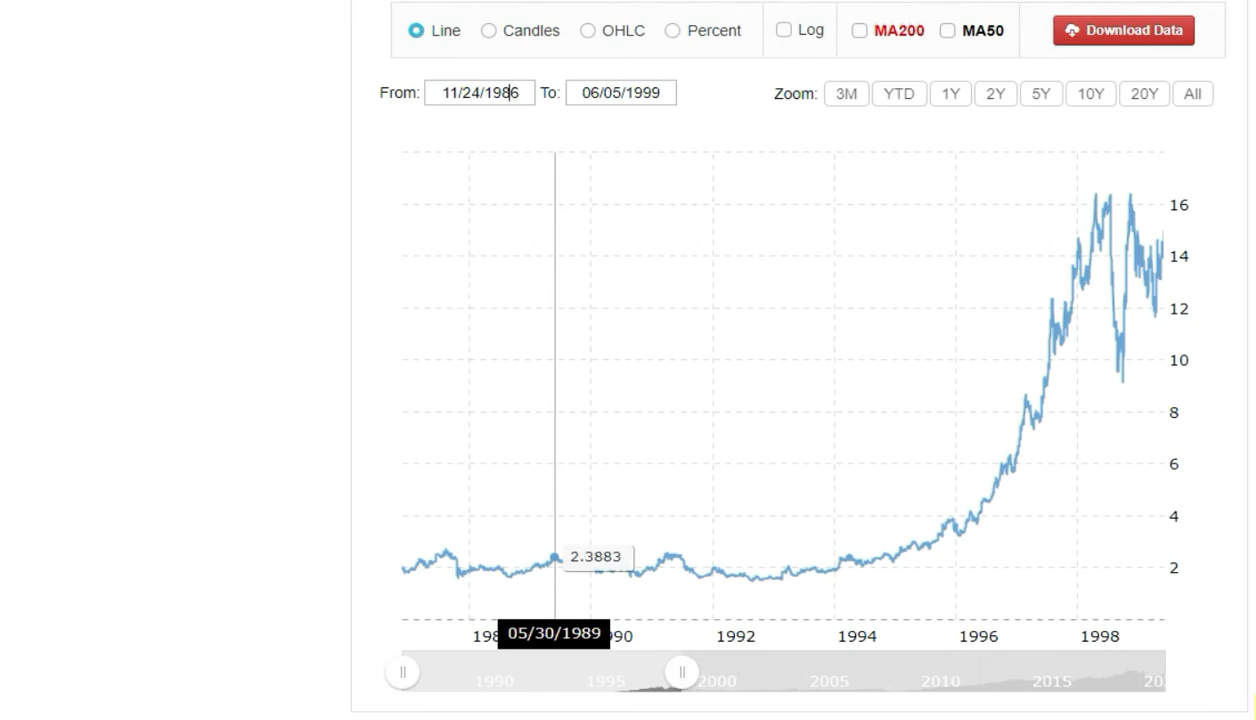 Line Candles OHLC Percent Log MA200 MA50 Download Data
From: 11/24/1986 To: 06/05/1999 Zoom: 3M YTD 1Y 2Y 5Y 10Y 20Y All
16
14
12
10
8
6
4
2.3883
2
05/30/1989 1992 1994 1996 1998
1990 1995 2000 2005 2010 2015